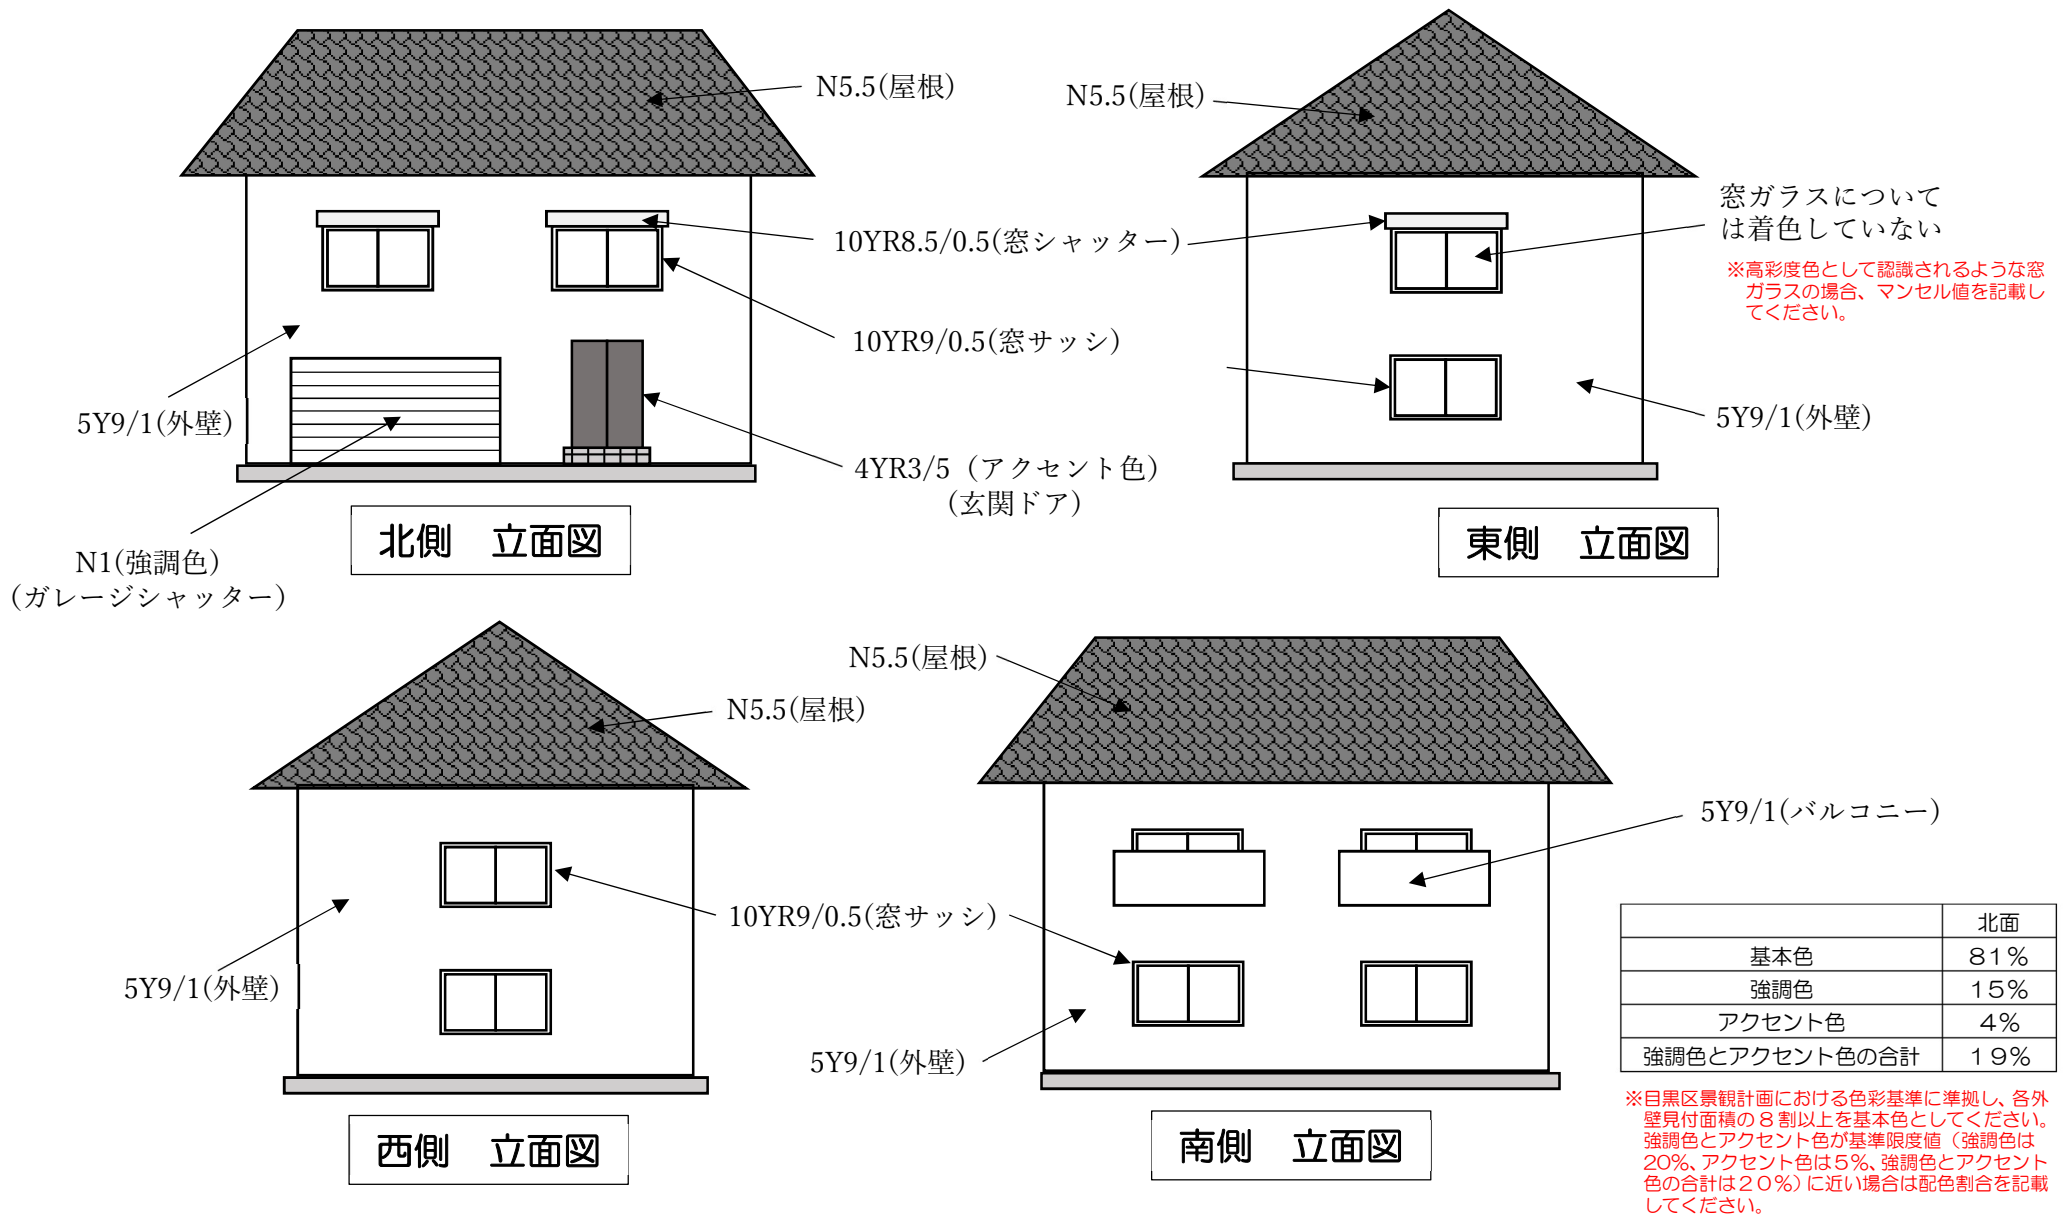 N5.5(屋根)
N5.5(屋根)
窓ガラスについて
は着色していない
※高彩度色として認識されるような窓
ガラスの場合、マンセル値を記載し
てください。
10YR8.5/0.5(窓シャッター)
10YR9/0.5(窓サッシ)
5Y9/1(外壁)
5Y9/1(外壁)
4YR3/5（アクセント色）
(玄関ドア)
N1(強調色)
(ガレージシャッター)
北側　立面図
東側　立面図
N5.5(屋根)
N5.5(屋根)
5Y9/1(バルコニー)
10YR9/0.5(窓サッシ)
5Y9/1(外壁)
5Y9/1(外壁)
西側　立面図
南側　立面図
北面
基本色 81%
強調色 15%
アクセント色 4%
強調色とアクセント色の合計 19%
※目黒区景観計画における色彩基準に準拠し、各外
壁見付面積の８割以上を基本色としてください。
強調色とアクセント色が基準限度値（強調色は
20%、アクセント色は5%、強調色とアクセント
色の合計は２０%）に近い場合は配色割合を記載
してください。